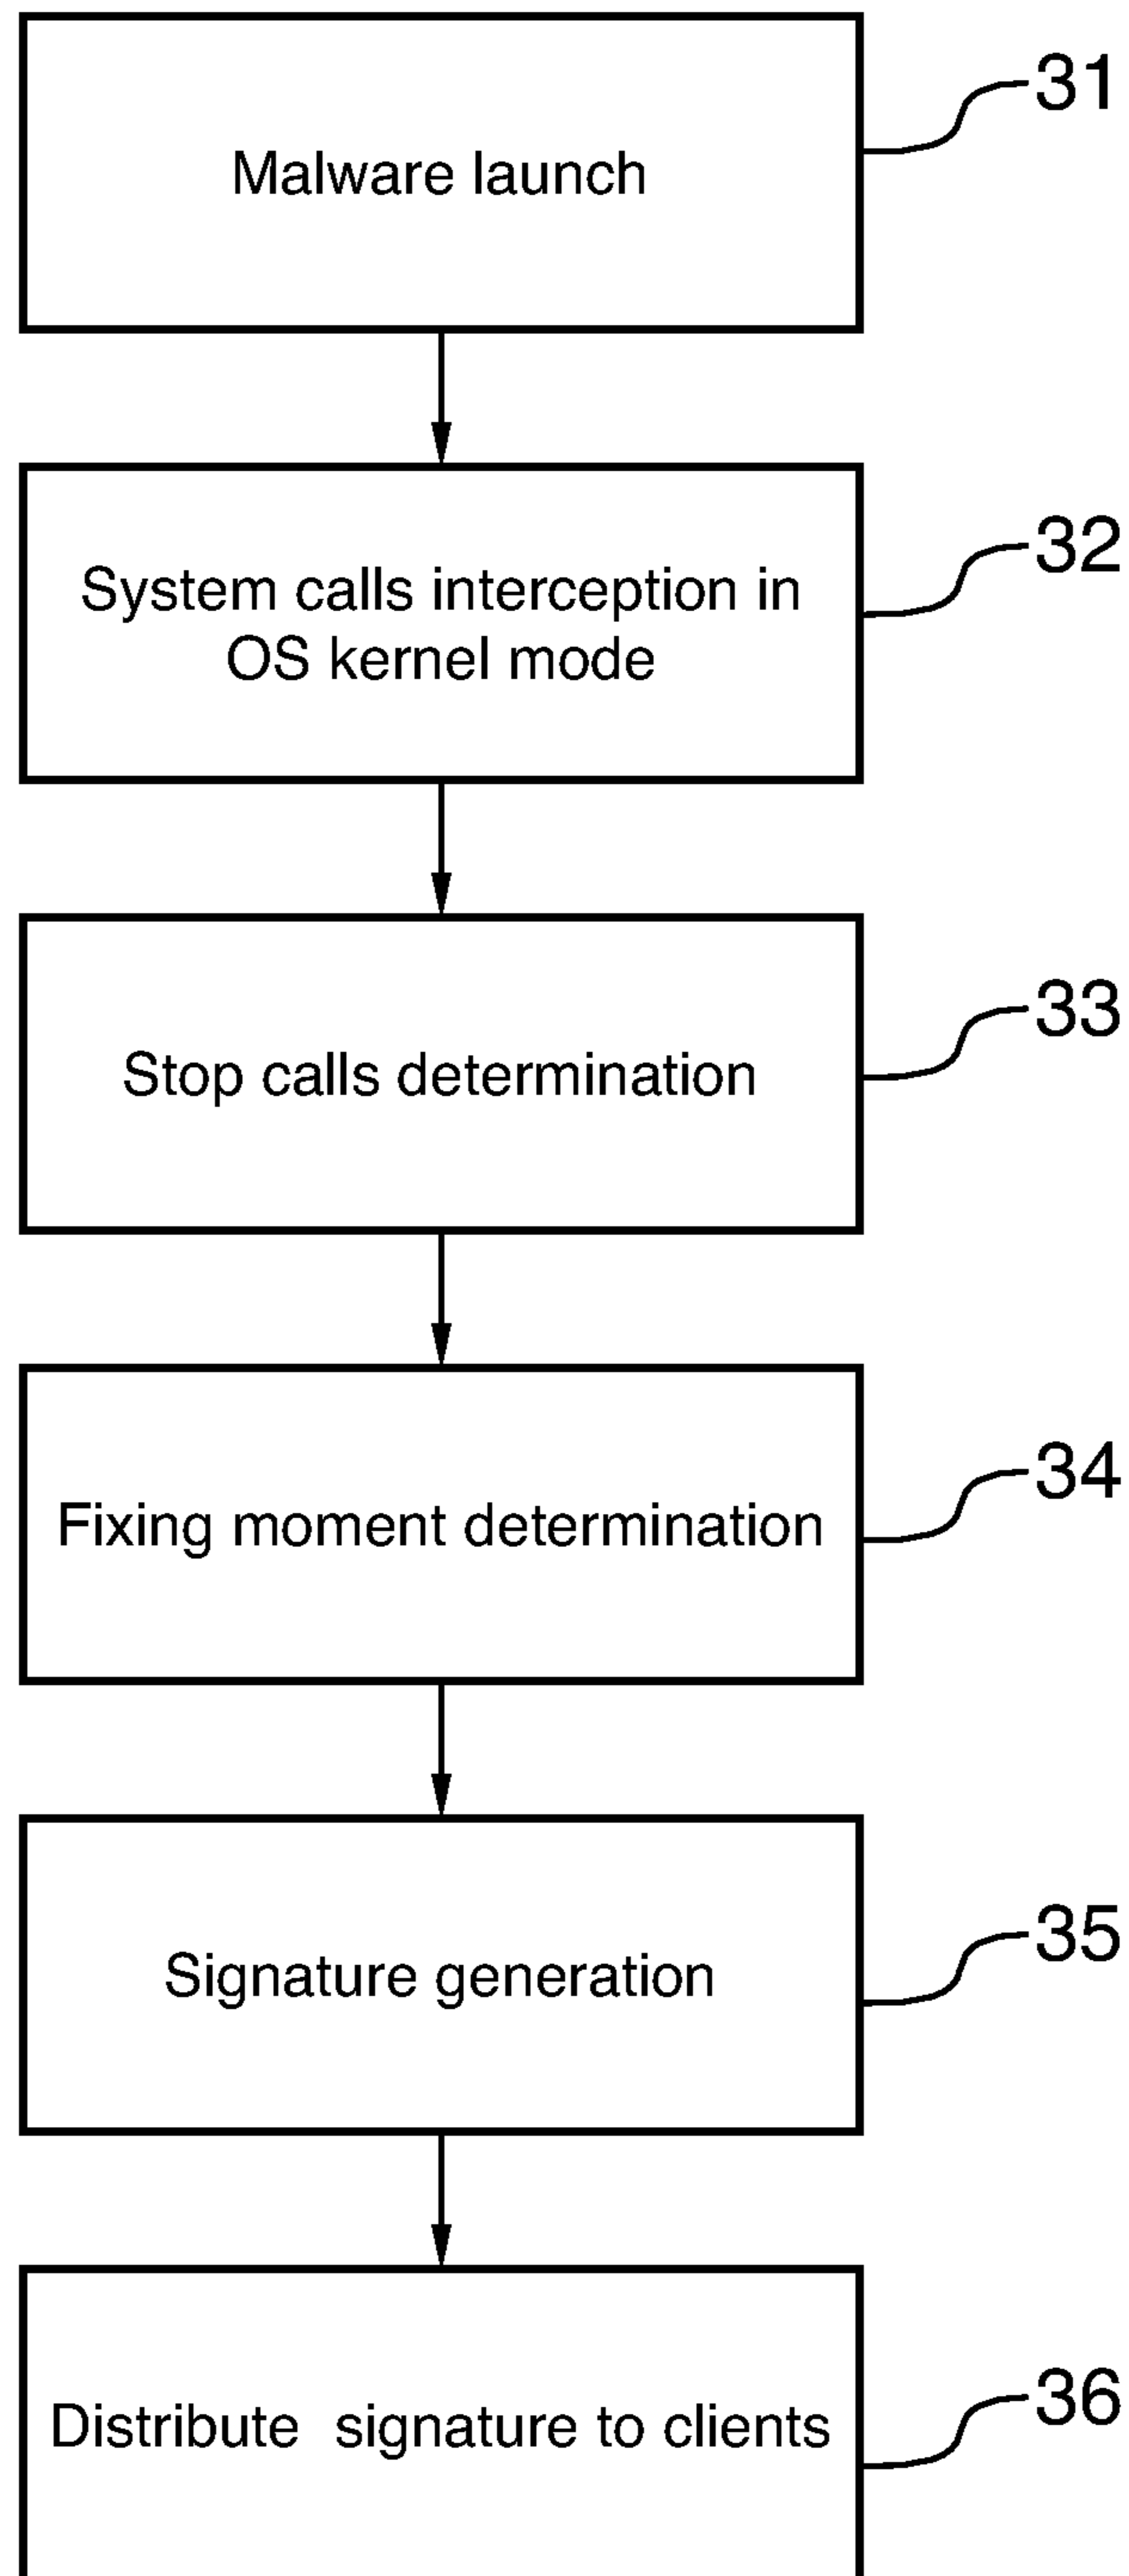 Malware launch
31
System calls interception in
OS kernel mode
32
Stop calls determination
33
Fixing moment determination
34
Signature generation
35
Distribute signature to clients
36